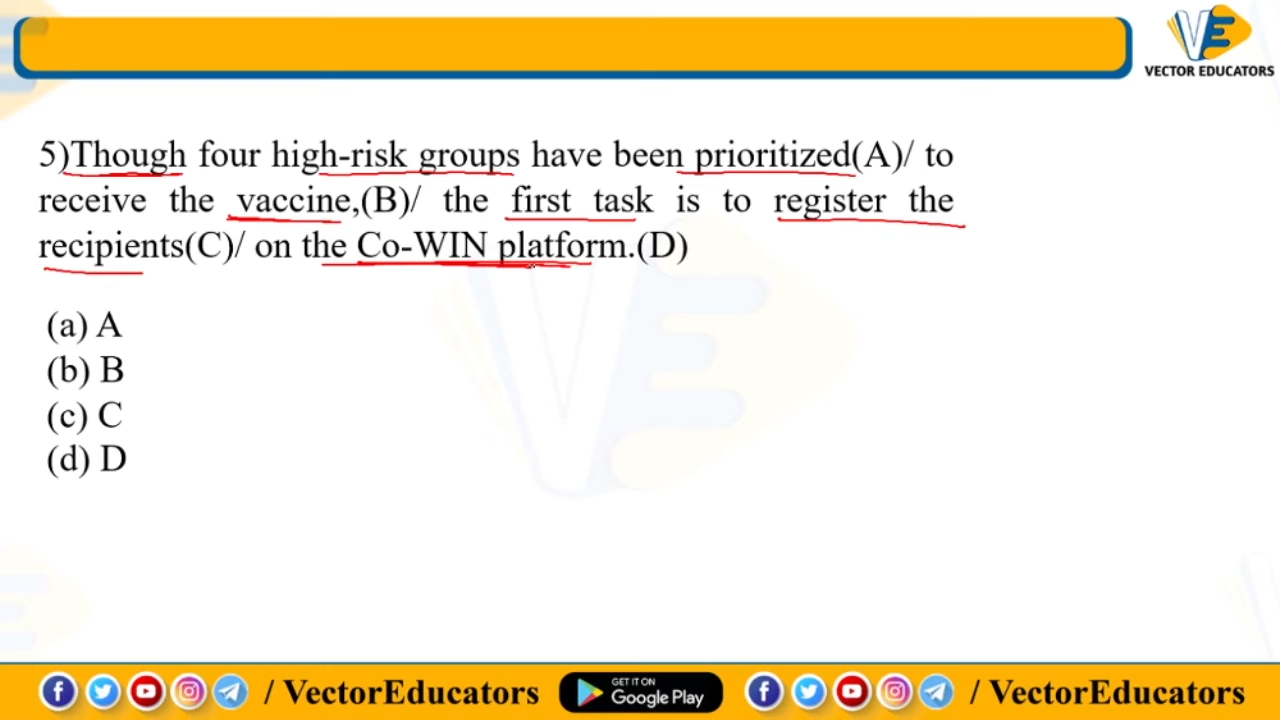 VE
VECTOR EDUCATORS
5)Though four high-risk groups have been prioritized(A)/ to
receive the vaccine,(B)/ the first task is to register the
recipients(C)/ on the Co-WIN platform.(D)
(a) A
(b) B
(c) C
(d) D
/ VectorEducators
GET IT ON
Google Play
/ VectorEducators